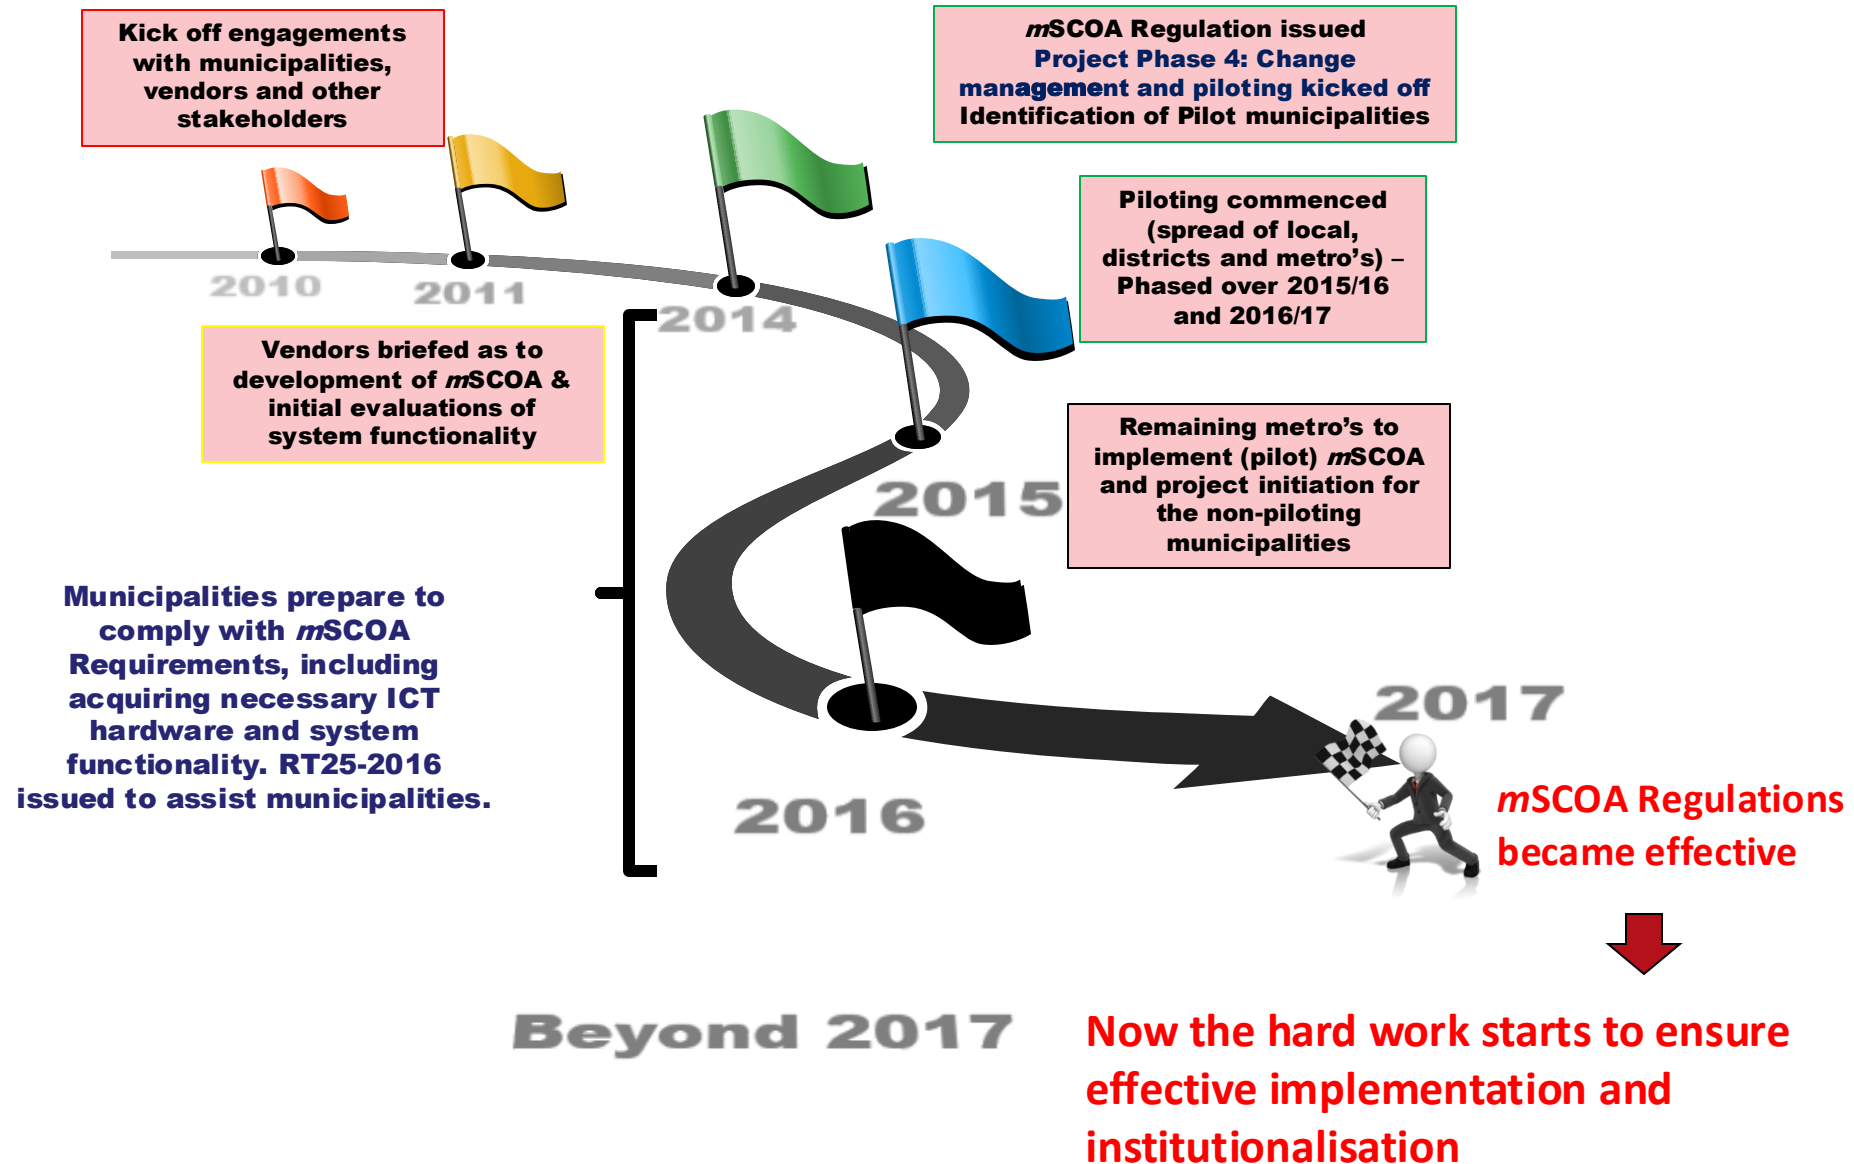 Kick off engagements
with municipalities,
vendors and other
stakeholders
mSCOA Regulation issued
Project Phase 4: Change
management and piloting kicked off
Identification of Pilot municipalities
Piloting commenced
(spread of local,
districts and metro's) –
Phased over 2015/16
and 2016/17
2010
2011
2014
Vendors briefed as to
development of mSCOA &
initial evaluations of
system functionality
Remaining metro's to
implement (pilot) mSCOA
and project initiation for
the non-piloting
municipalities
2015
Municipalities prepare to
comply with mSCOA
Requirements, including
acquiring necessary ICT
hardware and system
functionality. RT25-2016
issued to assist municipalities.
2016
2017
mSCOA Regulations
became effective
Beyond 2017
Now the hard work starts to ensure
effective implementation and
institutionalisation